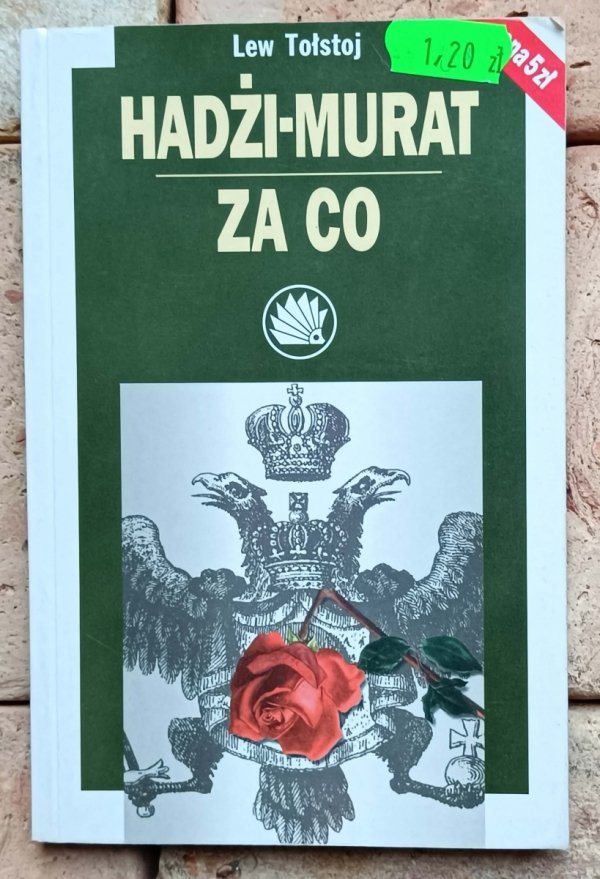 Lew Tołstoj
1,20 zł
na 5 zł
HADŻI-MURAT
ZA CO